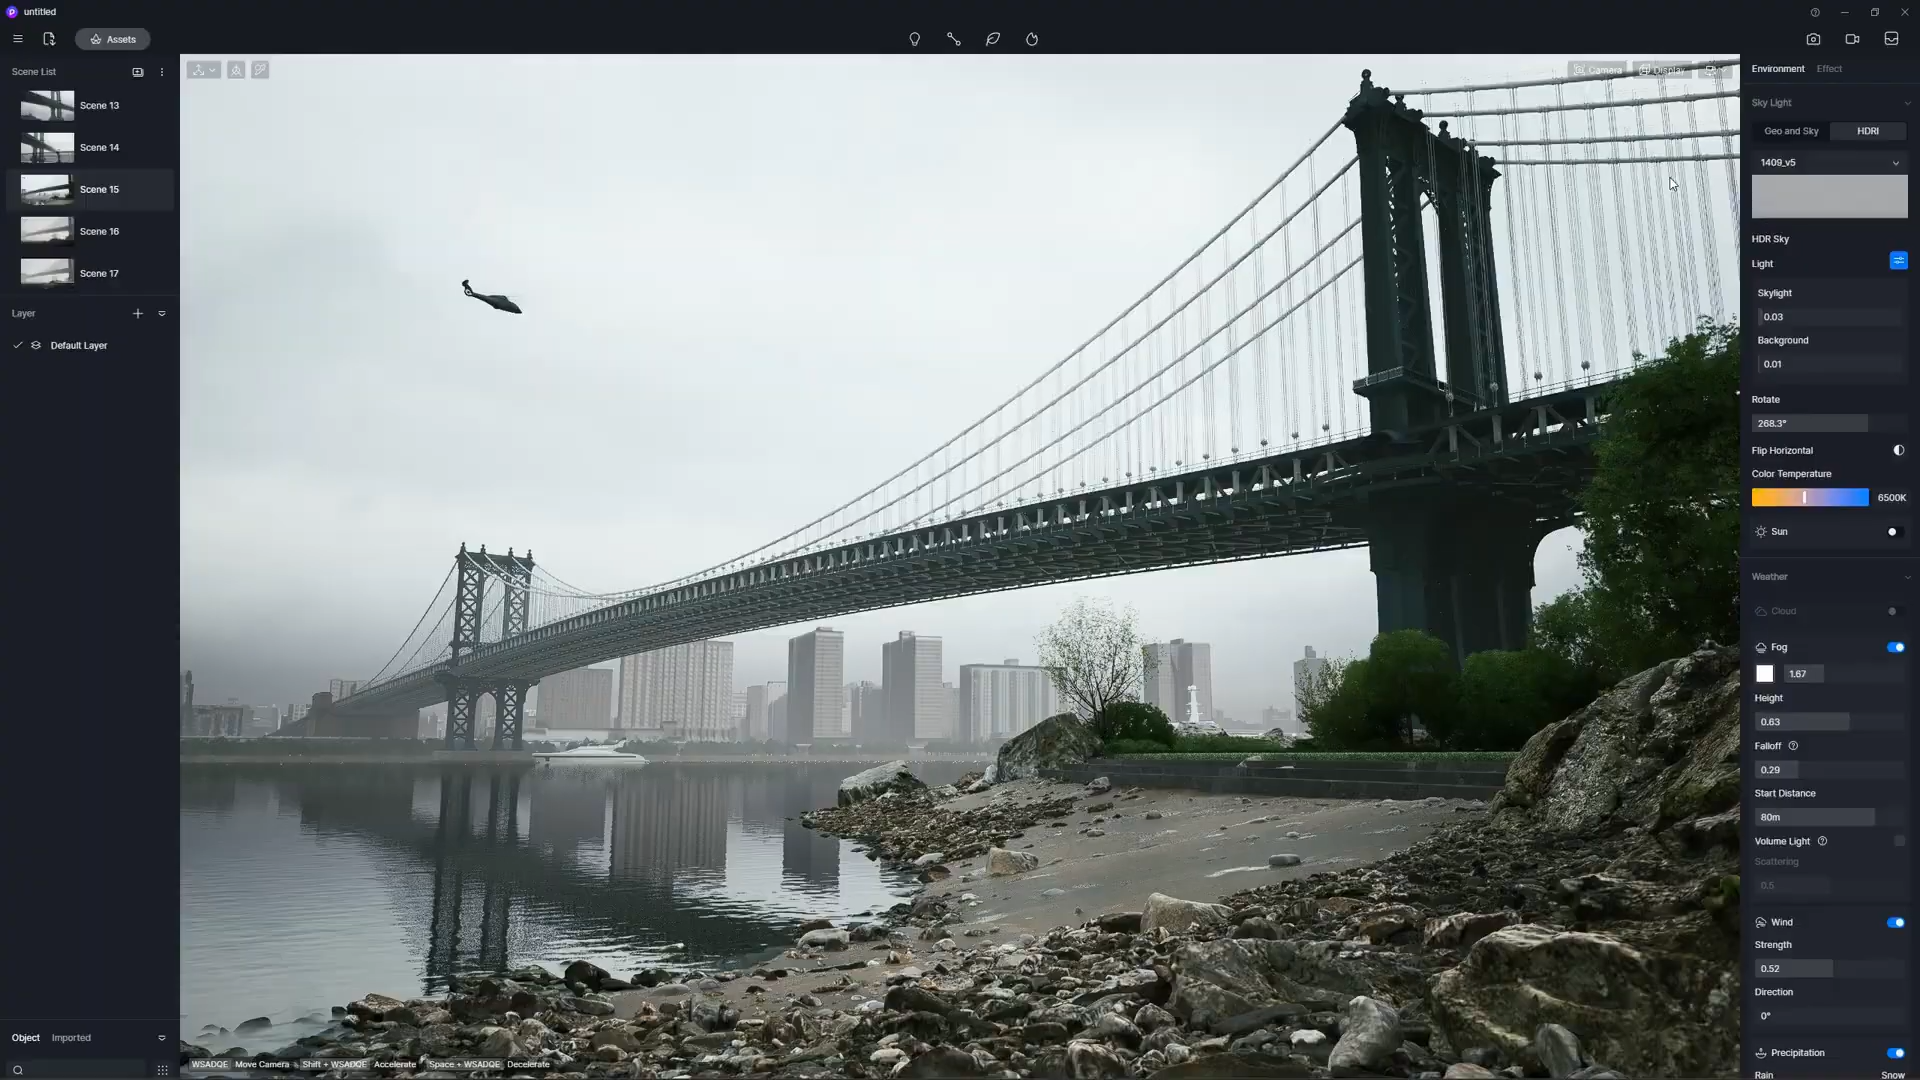 untitled
Assets
Scene List
Scene 13
Scene 14
Scene 15
Scene 16
Scene 17
Layer
Default Layer
Object Imported
Camera Display
WSADQE Move Camera Shift + WSADQE Accelerate Space + WSADQE Decelerate
Environment Effect
Sky Light
Geo and Sky HDRI
1409_v5
HDR Sky
Light
Skylight
0.03
Background
0.01
Rotate
268.3°
Flip Horizontal
Color Temperature
6500K
Sun
Weather
Cloud
Fog
1.67
Height
0.63
Falloff
0.29
Start Distance
80m
Volume Light
Scattering
0.5
Wind
Strength
0.52
Direction
0°
Precipitation
Rain Snow